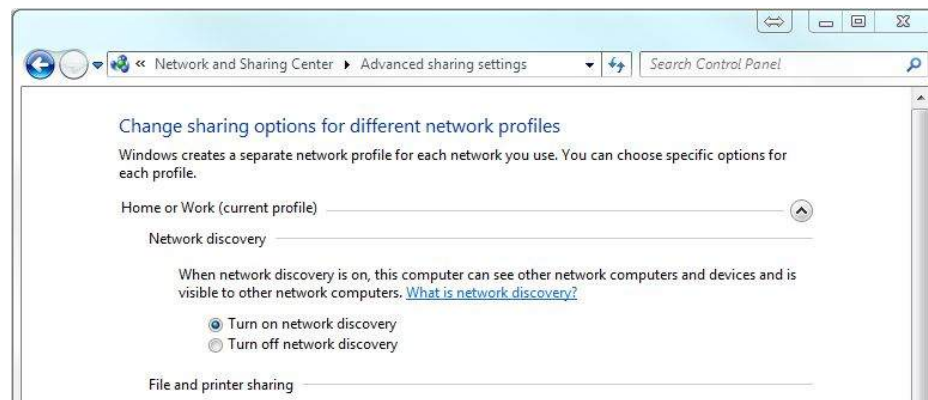 « Network and Sharing Center ▸ Advanced sharing settings
Search Control Panel
Change sharing options for different network profiles
Windows creates a separate network profile for each network you use. You can choose specific options for
each profile.
Home or Work (current profile)
Network discovery
When network discovery is on, this computer can see other network computers and devices and is
visible to other network computers. What is network discovery?
Turn on network discovery
Turn off network discovery
File and printer sharing